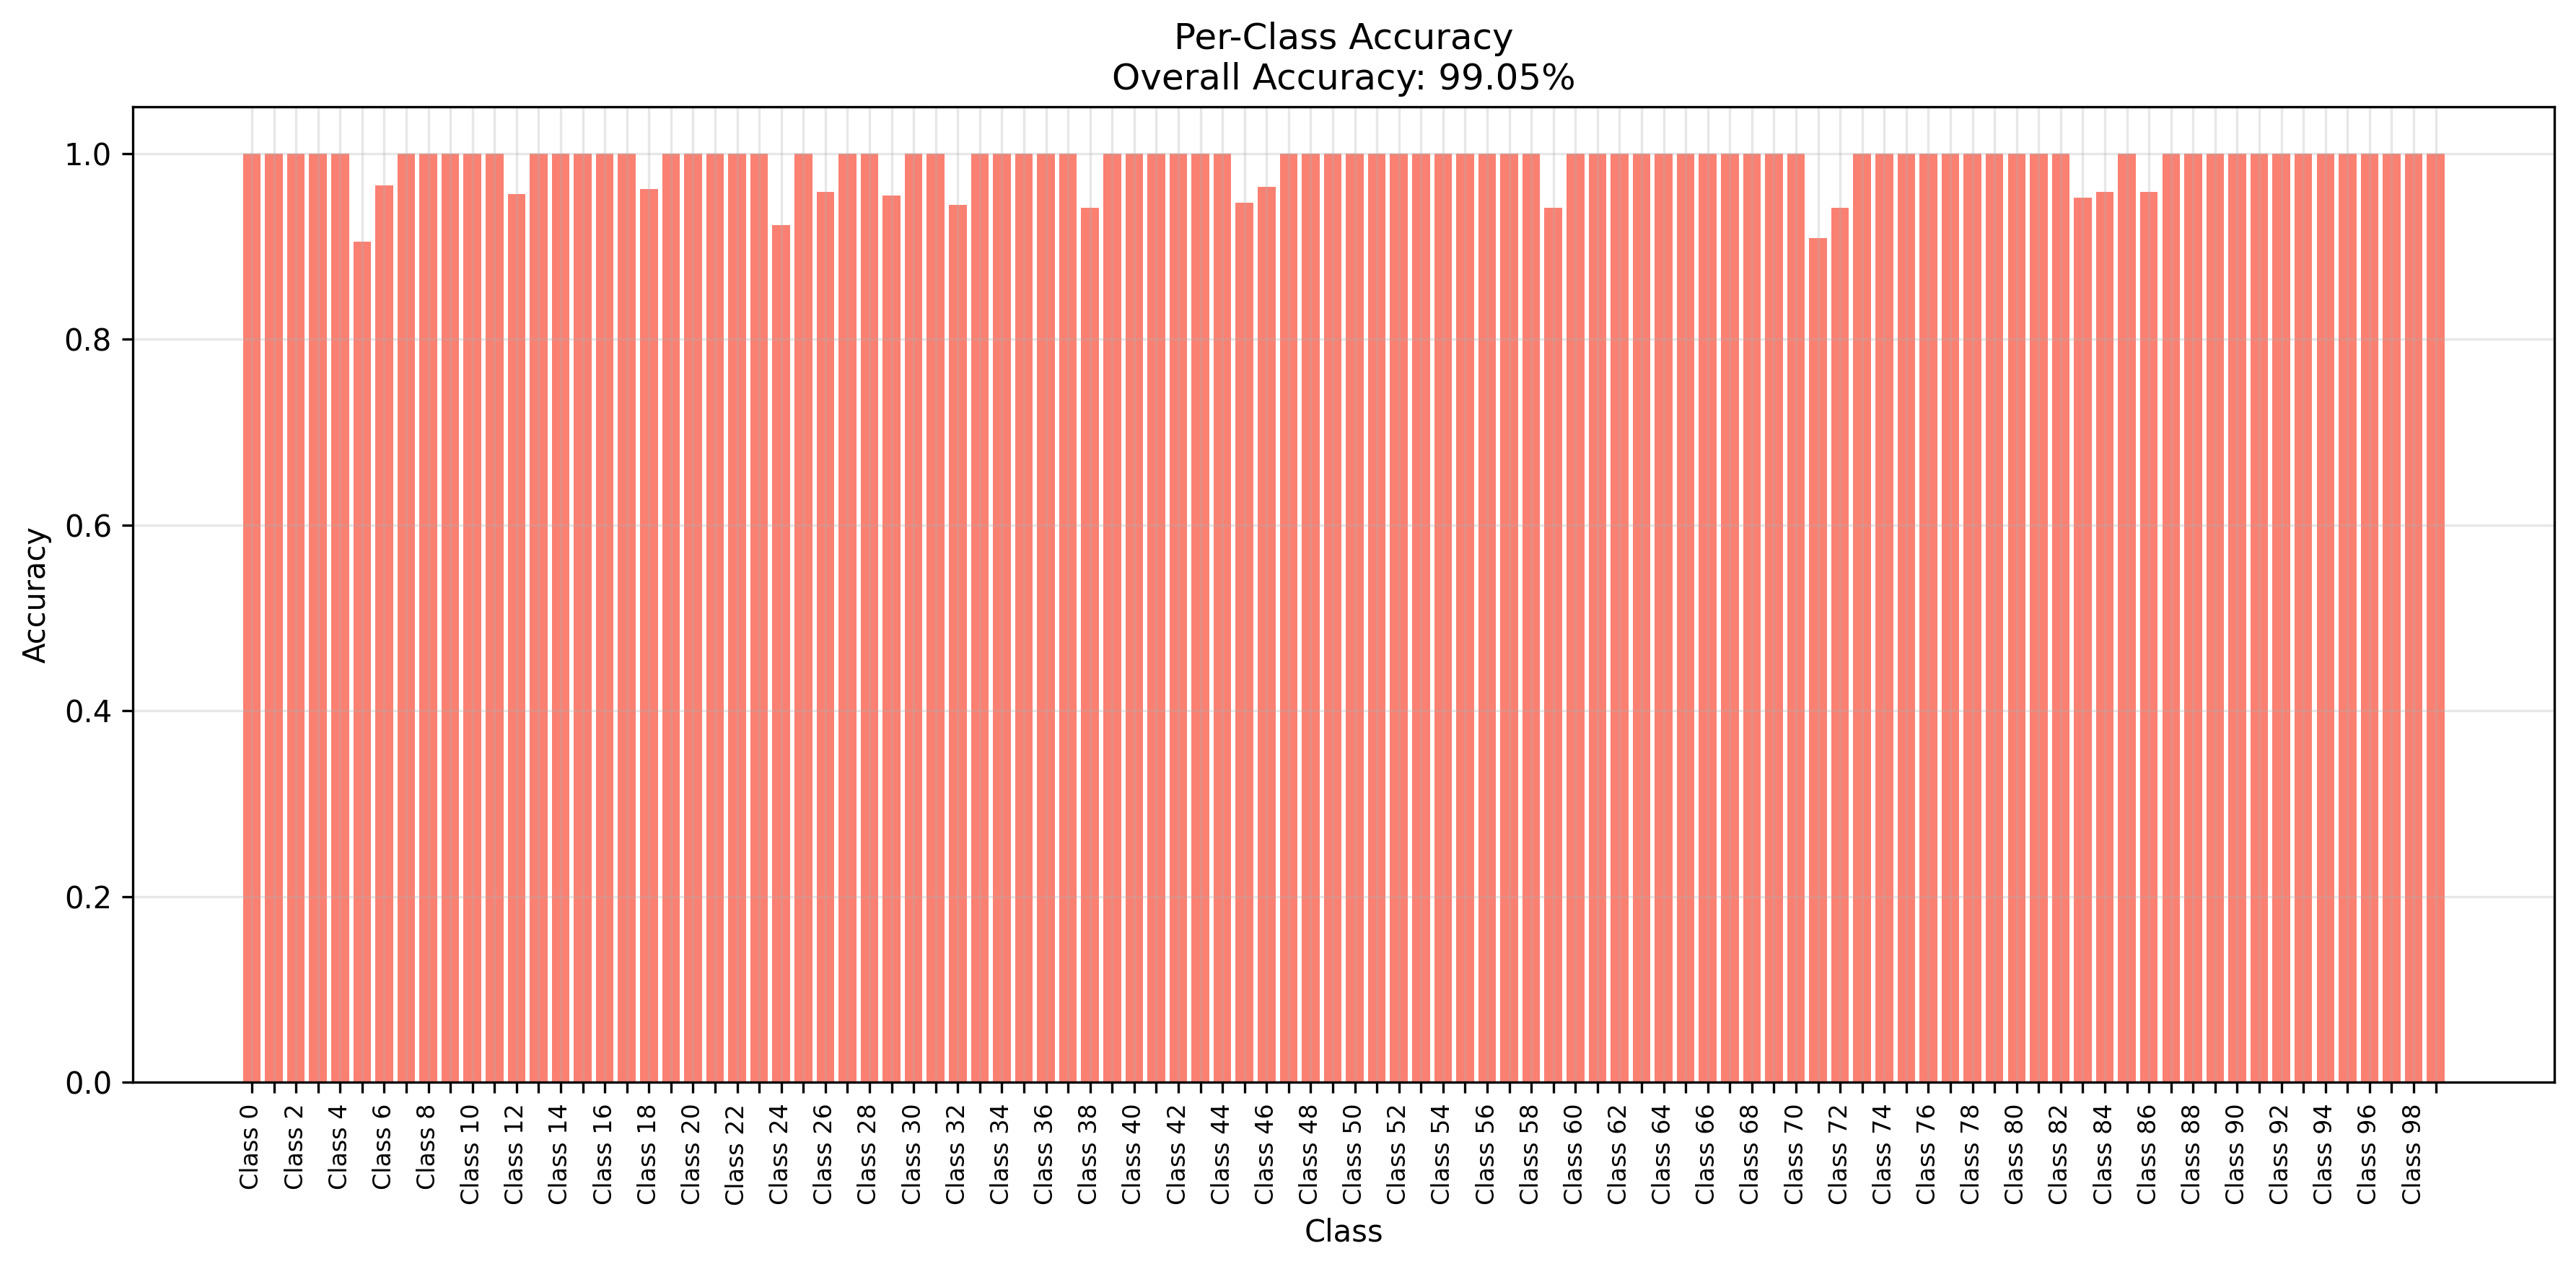 Per-Class Accuracy
Overall Accuracy: 99.05%
Accuracy
1.0
0.8
0.6
0.4
0.2
0.0
Class 0
Class 2
Class 4
Class 6
Class 8
Class 10
Class 12
Class 14
Class 16
Class 18
Class 20
Class 22
Class 24
Class 26
Class 28
Class 30
Class 32
Class 34
Class 36
Class 38
Class 40
Class 42
Class 44
Class 46
Class 48
Class 50
Class 52
Class 54
Class 56
Class 58
Class 60
Class 62
Class 64
Class 66
Class 68
Class 70
Class 72
Class 74
Class 76
Class 78
Class 80
Class 82
Class 84
Class 86
Class 88
Class 90
Class 92
Class 94
Class 96
Class 98
Class